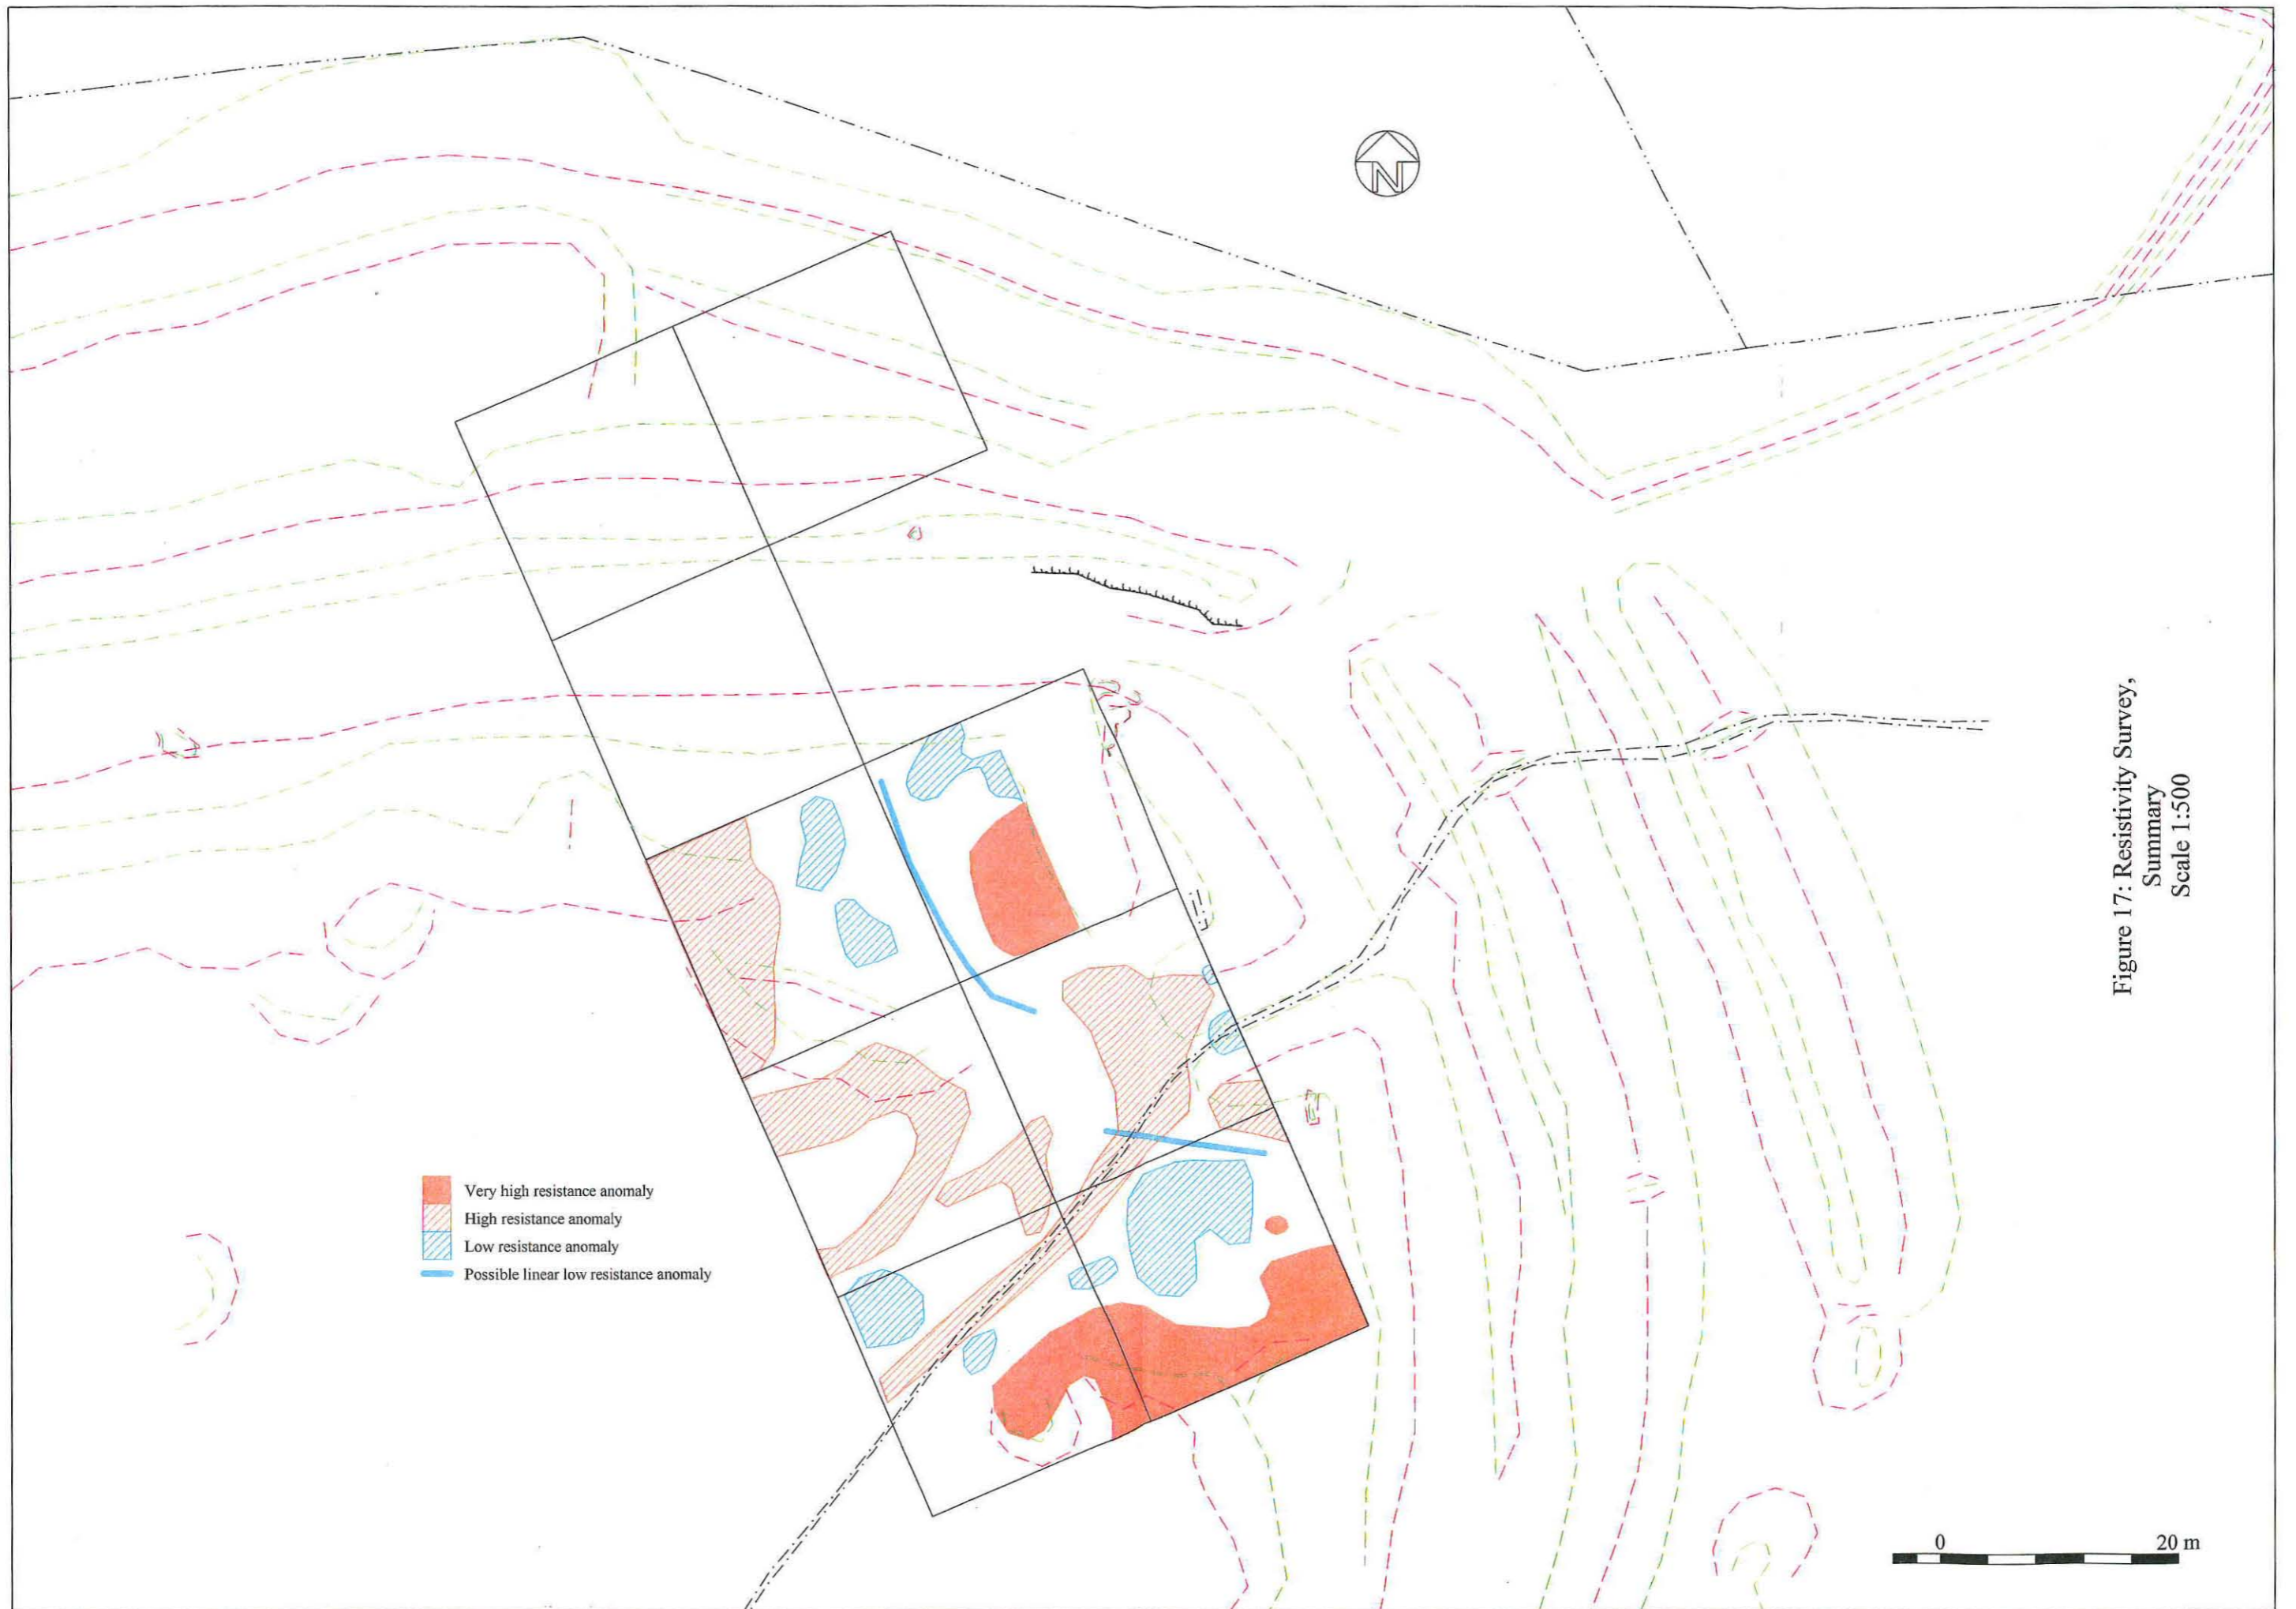 N
Very high resistance anomaly
High resistance anomaly
Low resistance anomaly
Possible linear low resistance anomaly
Figure 17: Resistivity Survey,
Summary
Scale 1:500
0 20 m